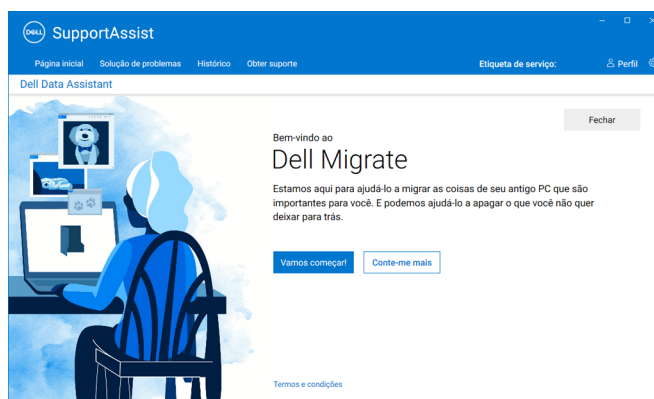 DELL SupportAssist
Página inicial Solução de problemas Histórico Obter suporte Etiqueta de serviço: Perfil
Dell Data Assistant
Fechar
Bem-vindo ao
Dell Migrate
Estamos aqui para ajudá-lo a migrar as coisas de seu antigo PC que são
importantes para você. E podemos ajudá-lo a apagar o que você não quer
deixar para trás.
Vamos começar! Conte-me mais
Termos e condições